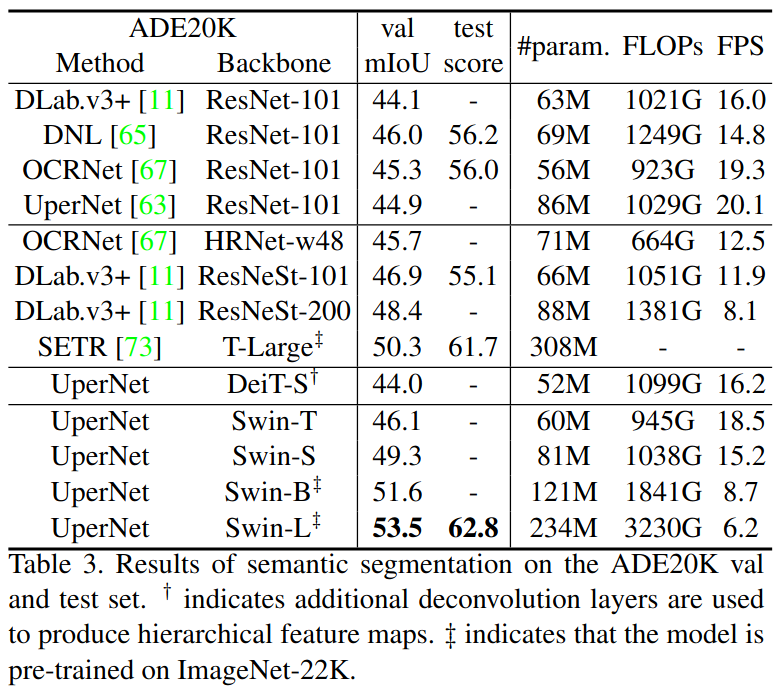 ADE20K val test #param. FLOPs FPS
Method Backbone mIoU score
DLab.v3+ [11] ResNet-101 44.1 - 63M 1021G 16.0
DNL [65] ResNet-101 46.0 56.2 69M 1249G 14.8
OCRNet [67] ResNet-101 45.3 56.0 56M 923G 19.3
UperNet [63] ResNet-101 44.9 - 86M 1029G 20.1
OCRNet [67] HRNet-w48 45.7 - 71M 664G 12.5
DLab.v3+ [11] ResNeSt-101 46.9 55.1 66M 1051G 11.9
DLab.v3+ [11] ResNeSt-200 48.4 - 88M 1381G 8.1
SETR [73] T-Large‡ 50.3 61.7 308M - -
UperNet DeiT-S† 44.0 - 52M 1099G 16.2
UperNet Swin-T 46.1 - 60M 945G 18.5
UperNet Swin-S 49.3 - 81M 1038G 15.2
UperNet Swin-B‡ 51.6 - 121M 1841G 8.7
UperNet Swin-L‡ 53.5 62.8 234M 3230G 6.2
Table 3. Results of semantic segmentation on the ADE20K val
and test set. † indicates additional deconvolution layers are used
to produce hierarchical feature maps. ‡ indicates that the model is
pre-trained on ImageNet-22K.